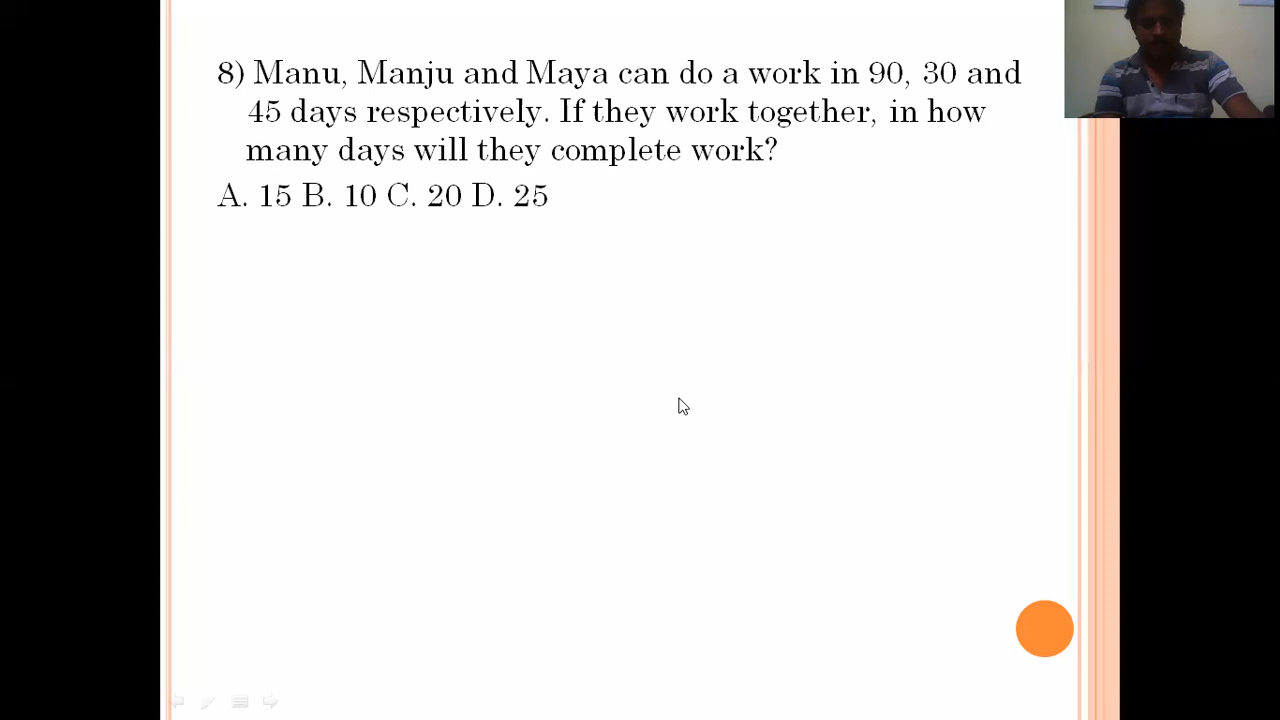 8) Manu, Manju and Maya can do a work in 90, 30 and
45 days respectively. If they work together, in how
many days will they complete work?
A. 15 B. 10 C. 20 D. 25